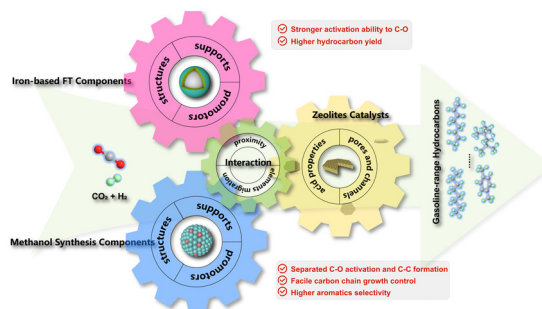 Stronger activation ability to C-O
Higher hydrocarbon yield
Iron-based FT Components
supports
structures
promotors
Zeolites Catalysts
proximity
Interaction
elements migration
acid properties
pores and channels
CO₂ + H₂
Gasoline-range Hydrocarbons
......
Methanol Synthesis Components
supports
structures
promotors
Separated C-O activation and C-C formation
Facile carbon chain growth control
Higher aromatics selectivity